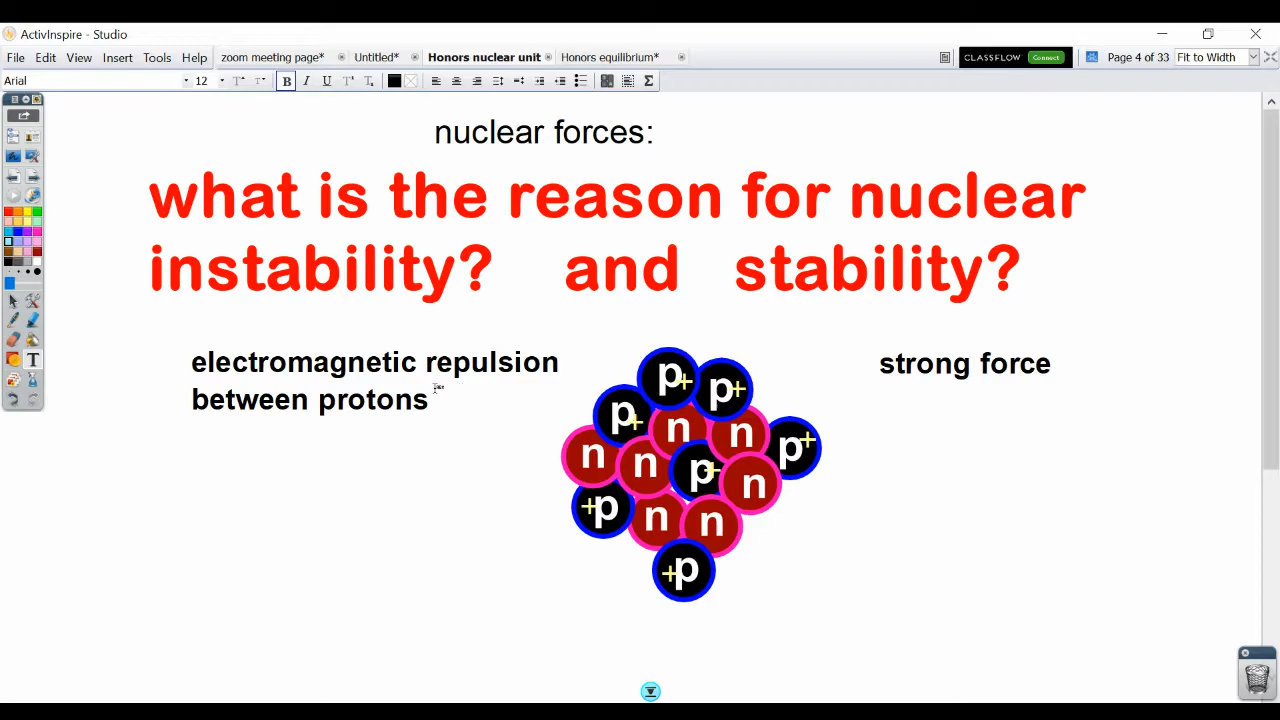 ActivInspire - Studio
File Edit View Insert Tools Help zoom meeting page* Untitled* Honors nuclear unit Honors equilibrium* CLASSFLOW Connect Page 4 of 33 Fit to Width
Arial 12 B I U
nuclear forces:
what is the reason for nuclear
instability? and stability?
electromagnetic repulsion
between protons
strong force
p+
p+
p+
n
n
p+
n
n
p+
n
+p
n
n
+p